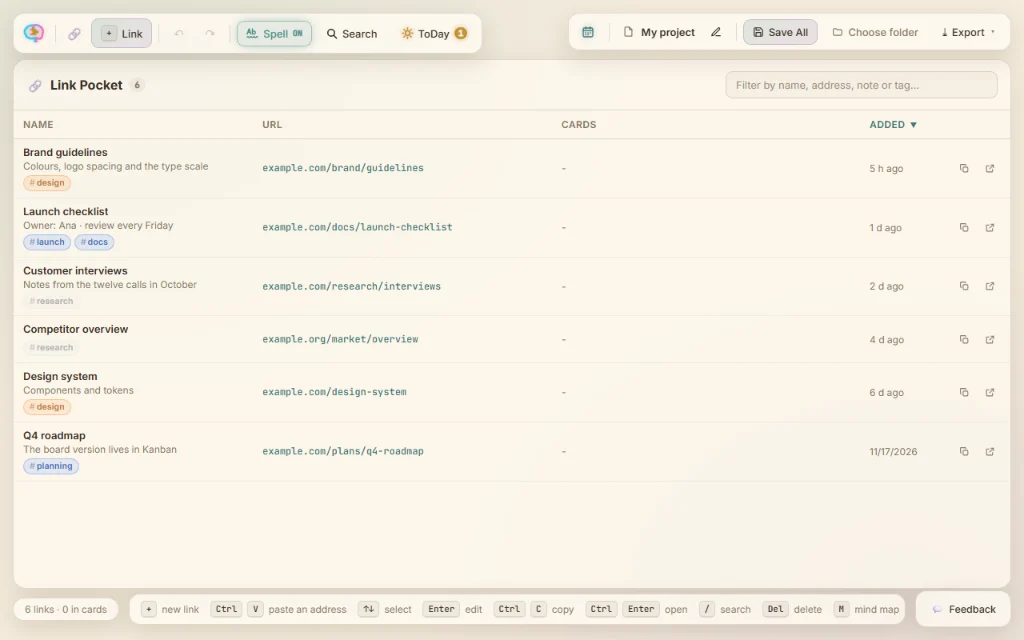 + Link
Ab Spell ON
Search
ToDay 1
My project
Save All
Choose folder
Export
Link Pocket 6
Filter by name, address, note or tag...
NAME URL CARDS ADDED ▼
Brand guidelines
Colours, logo spacing and the type scale
#design
example.com/brand/guidelines - 5 h ago
Launch checklist
Owner: Ana · review every Friday
#launch #docs
example.com/docs/launch-checklist - 1 d ago
Customer interviews
Notes from the twelve calls in October
#research
example.com/research/interviews - 2 d ago
Competitor overview
#research
example.org/market/overview - 4 d ago
Design system
Components and tokens
#design
example.com/design-system - 6 d ago
Q4 roadmap
The board version lives in Kanban
#planning
example.com/plans/q4-roadmap - 11/17/2026
6 links · 0 in cards
+ new link Ctrl V paste an address ↑↓ select Enter edit Ctrl C copy Ctrl Enter open / search Del delete M mind map
Feedback